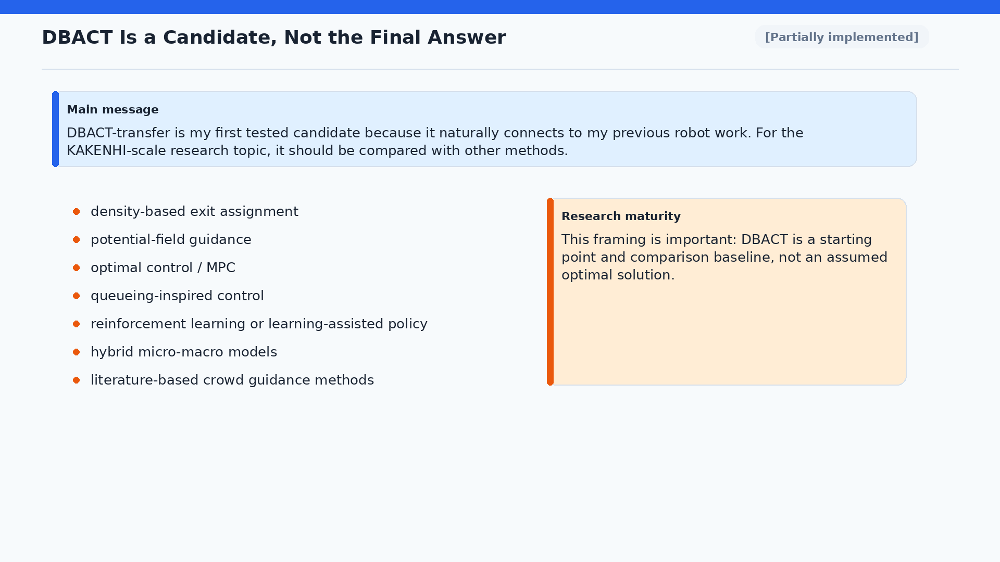 DBACT Is a Candidate, Not the Final Answer
[Partially implemented]
Main message
DBACT-transfer is my first tested candidate because it naturally connects to my previous robot work. For the
KAKENHI-scale research topic, it should be compared with other methods.
density-based exit assignment
potential-field guidance
optimal control / MPC
queueing-inspired control
reinforcement learning or learning-assisted policy
hybrid micro-macro models
literature-based crowd guidance methods
Research maturity
This framing is important: DBACT is a starting
point and comparison baseline, not an assumed
optimal solution.